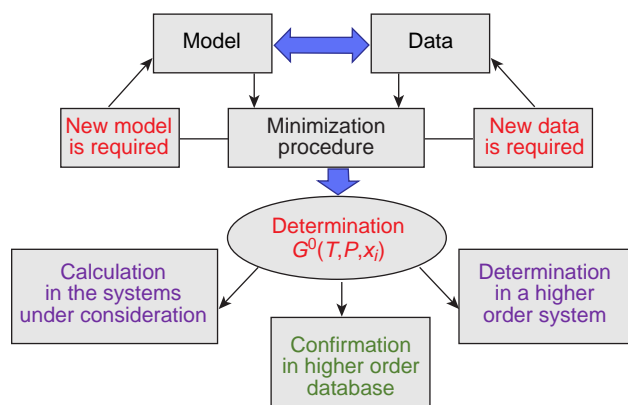 Model
Data
New model
is required
Minimization
procedure
New data
is required
Determination
G⁰(T,P,xᵢ)
Calculation
in the systems
under consideration
Confirmation
in higher order
database
Determination
in a higher
order system